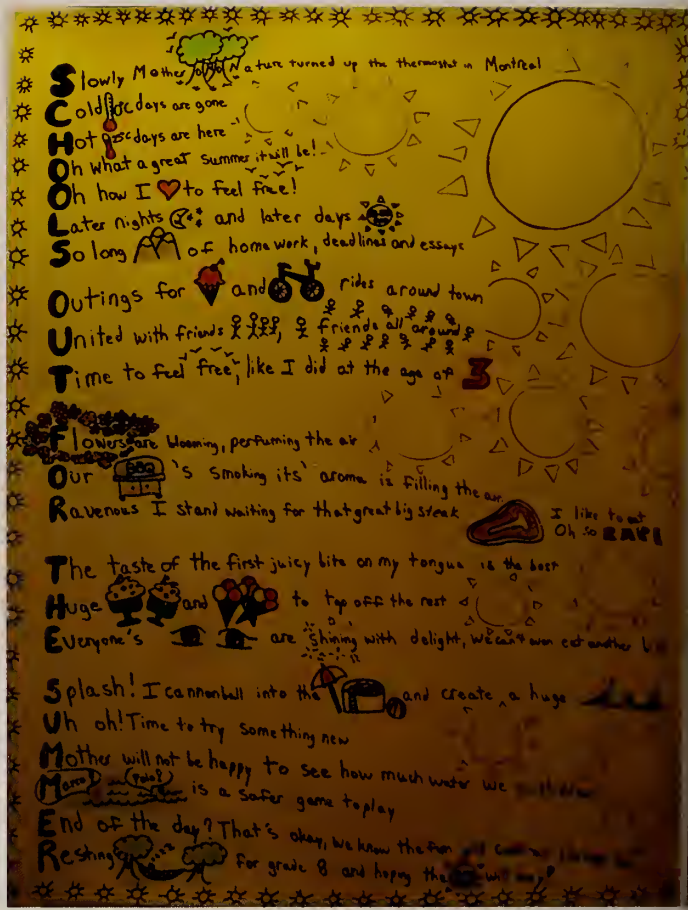 Slowly Mother Nature turned up the thermostat in Montreal
Cold °C days are gone
Hot 25°C days are here
Oh what a great summer it will be!
Oh how I to feel free!
Later nights and later days
So long of homework, deadlines and essays
Outings for and rides around town
United with friends, friends all around
Time to feel free, like I did at the age of 3
Flowers are blooming, perfuming the air
Our BBQ 's smoking its' aroma is filling the air
Ravenous I stand waiting for that great big steak
I like to eat
Oh so RARE!
The taste of the first juicy bite on my tongue is the best
Huge and to top off the rest
Everyone's are shining with delight, we can't even eat another
Splash! I cannonball into the and create a huge
Uh oh! Time to try something new
Mother will not be happy to see how much water we
Marco! Polo! is a safer game to play
End of the day? That's okay, we know the fun will
Resting zzz for grade 8 and hoping the will